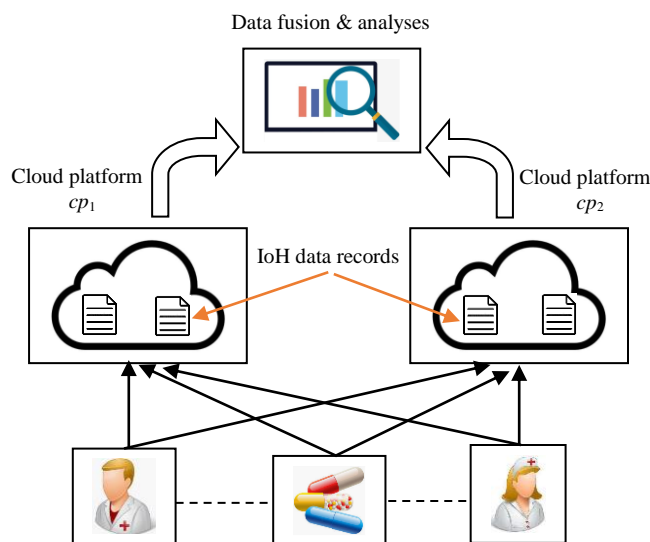 Data fusion & analyses
Cloud platform
cp₁
Cloud platform
cp₂
IoH data records